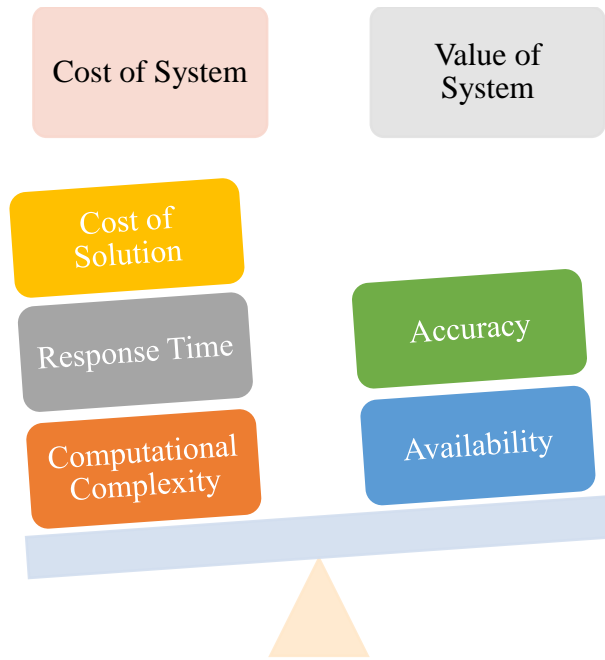 Cost of System
Value of
System
Cost of
Solution
Response Time
Computational
Complexity
Accuracy
Availability